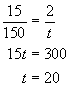 15/150 = 2/t
15t = 300
t = 20